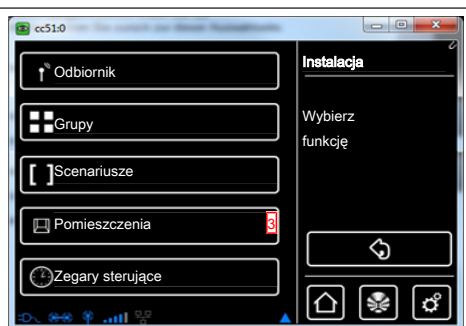 cc51:0
Odbiornik
Grupy
Scenariusze
Pomieszczenia
3
Zegary sterujące
Instalacja
Wybierz
funkcję